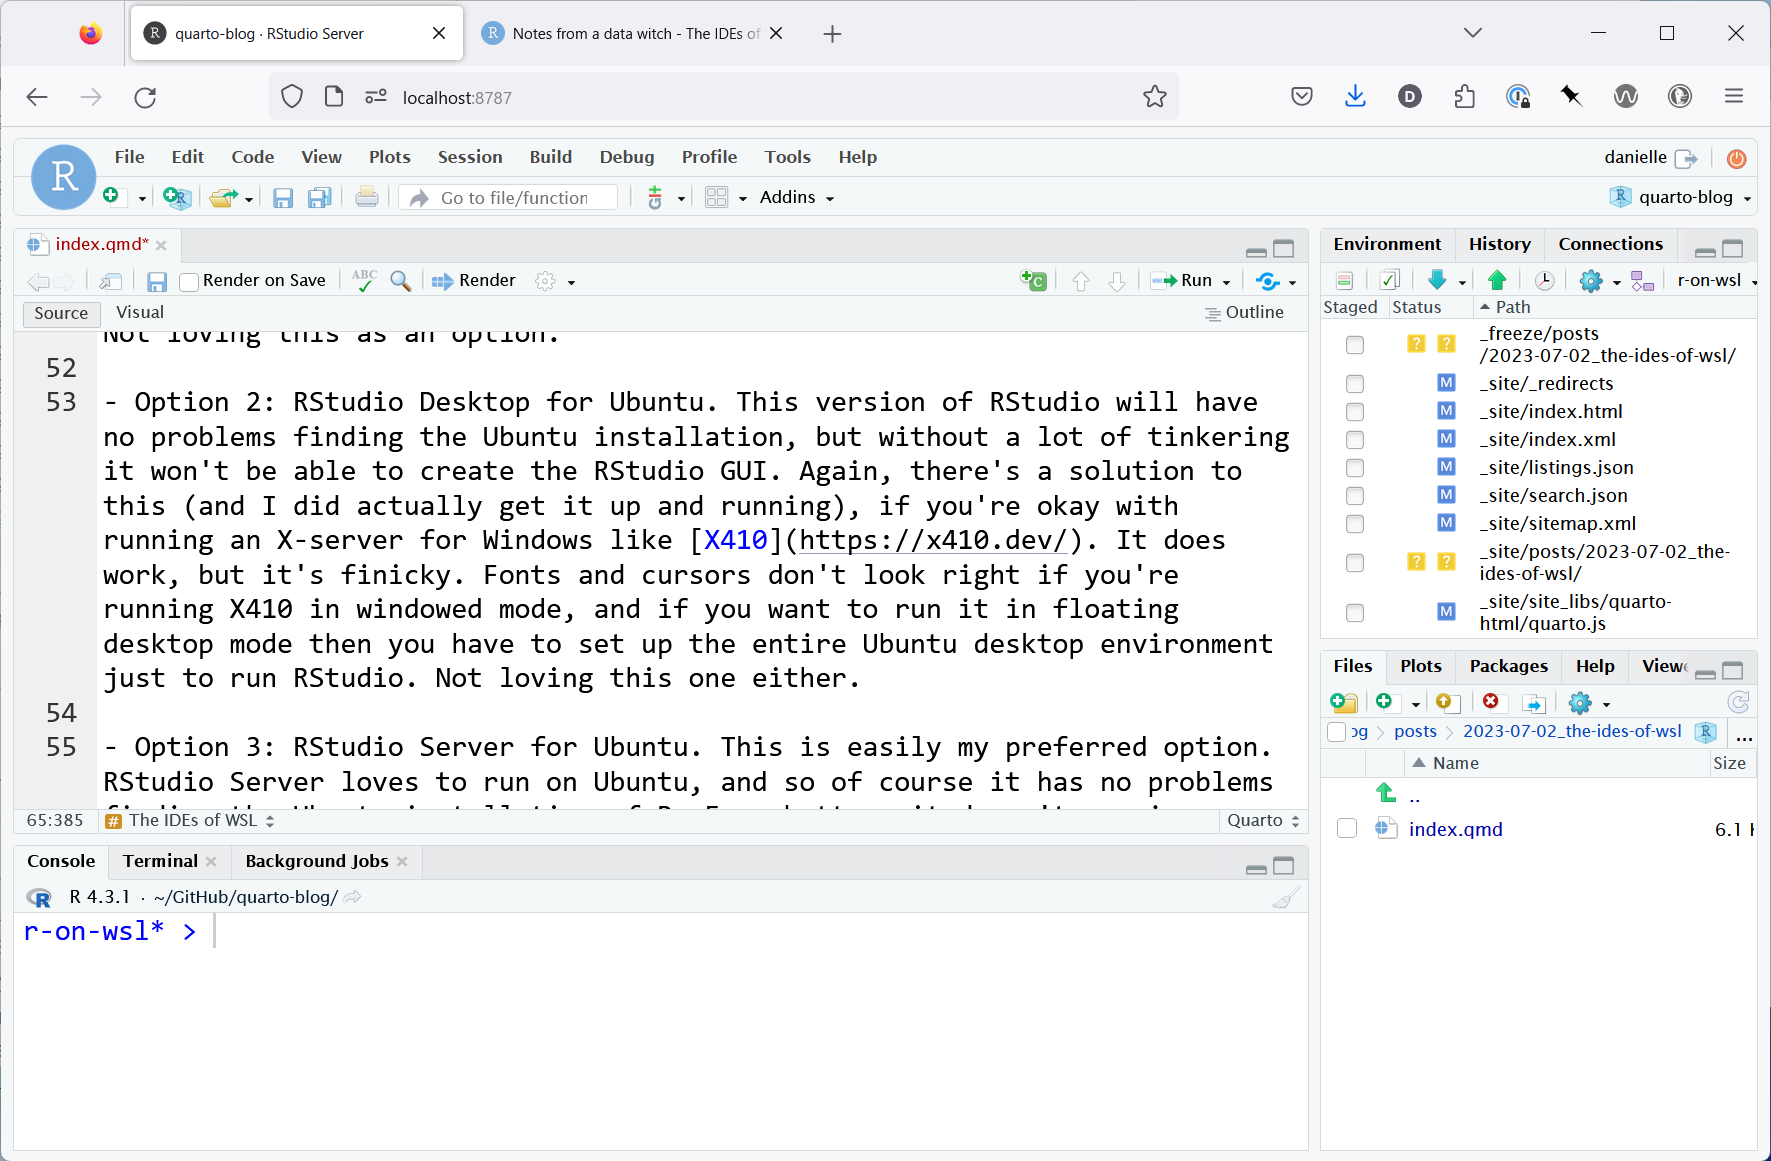 quarto-blog · RStudio Server
Notes from a data witch - The IDEs of
localhost:8787
File Edit Code View Plots Session Build Debug Profile Tools Help
danielle
Go to file/function
Addins
quarto-blog
index.qmd*
Render on Save
ABC
Render
Run
Source Visual
Outline
Not loving this as an option.
52
53 - Option 2: RStudio Desktop for Ubuntu. This version of RStudio will have
no problems finding the Ubuntu installation, but without a lot of tinkering
it won't be able to create the RStudio GUI. Again, there's a solution to
this (and I did actually get it up and running), if you're okay with
running an X-server for Windows like [X410](https://x410.dev/). It does
work, but it's finicky. Fonts and cursors don't look right if you're
running X410 in windowed mode, and if you want to run it in floating
desktop mode then you have to set up the entire Ubuntu desktop environment
just to run RStudio. Not loving this one either.
54
55 - Option 3: RStudio Server for Ubuntu. This is easily my preferred option.
RStudio Server loves to run on Ubuntu, and so of course it has no problems
65:385 # The IDEs of WSL
Quarto
Console Terminal Background Jobs
R 4.3.1 · ~/GitHub/quarto-blog/
r-on-wsl* >
Environment History Connections
r-on-wsl
Staged Status Path
? ? _freeze/posts
/2023-07-02_the-ides-of-wsl/
M _site/_redirects
M _site/index.html
M _site/index.xml
M _site/listings.json
M _site/search.json
M _site/sitemap.xml
? ? _site/posts/2023-07-02_the-
ides-of-wsl/
M _site/site_libs/quarto-
html/quarto.js
Files Plots Packages Help View
og posts 2023-07-02_the-ides-of-wsl ...
Name Size
..
index.qmd 6.1